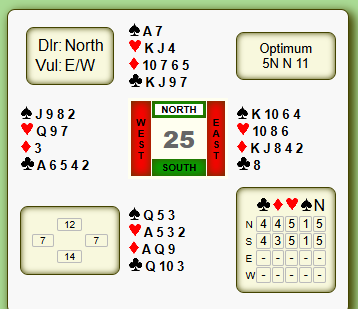 Dlr: North
Vul: E/W
♠ A 7
♥ K J 4
♦ 10 7 6 5
♣ K J 9 7
Optimum
5N N 11
♠ J 9 8 2
♥ Q 9 7
♦ 3
♣ A 6 5 4 2
NORTH
WEST
25
EAST
SOUTH
♠ K 10 6 4
♥ 10 8 6
♦ K J 8 4 2
♣ 8
12
7 7
14
♠ Q 5 3
♥ A 5 3 2
♦ A Q 9
♣ Q 10 3
♣ ♦ ♥ ♠ N
N 4 4 5 1 5
S 4 3 5 1 5
E - - - - -
W - - - - -